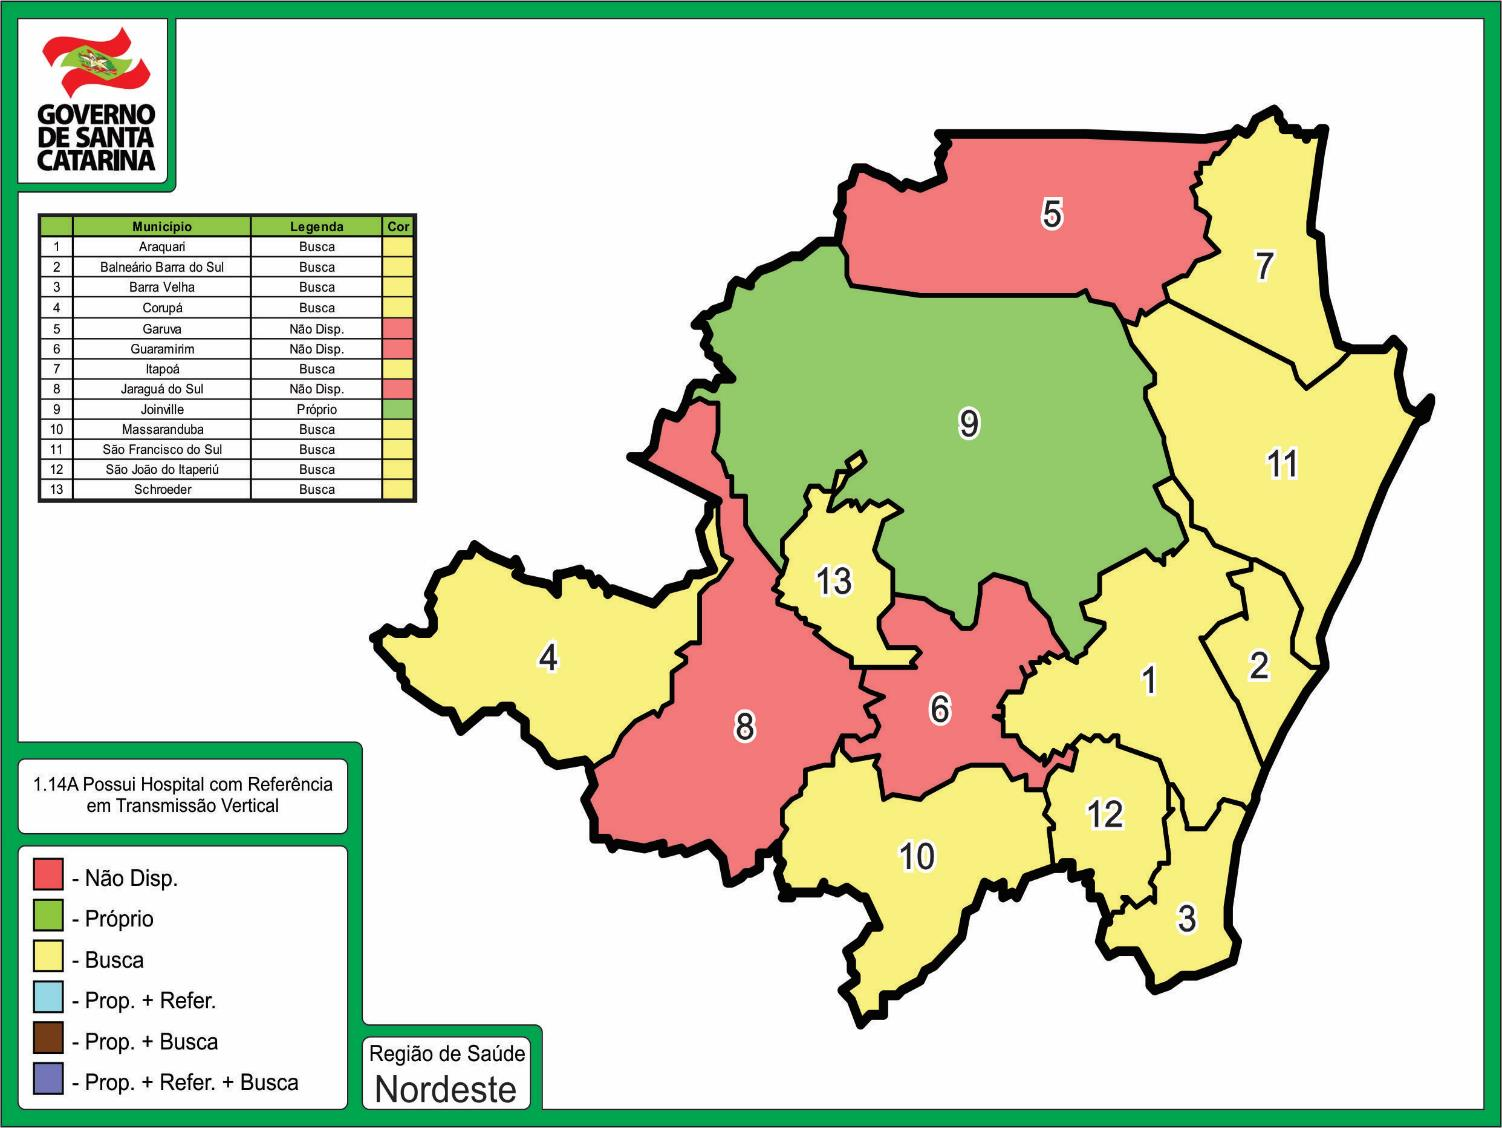 GOVERNO
DE SANTA
CATARINA
Município Legenda Cor
1 Araquari Busca
2 Balneário Barra do Sul Busca
3 Barra Velha Busca
4 Corupá Busca
5 Garuva Não Disp.
6 Guaramirim Não Disp.
7 Itapoá Busca
8 Jaraguá do Sul Não Disp.
9 Joinville Próprio
10 Massaranduba Busca
11 São Francisco do Sul Busca
12 São João do Itaperiú Busca
13 Schroeder Busca
5
7
9
11
13
4
2
1
6
8
12
10
3
1.14A Possui Hospital com Referência
em Transmissão Vertical
- Não Disp.
- Próprio
- Busca
- Prop. + Refer.
- Prop. + Busca
- Prop. + Refer. + Busca
Região de Saúde
Nordeste